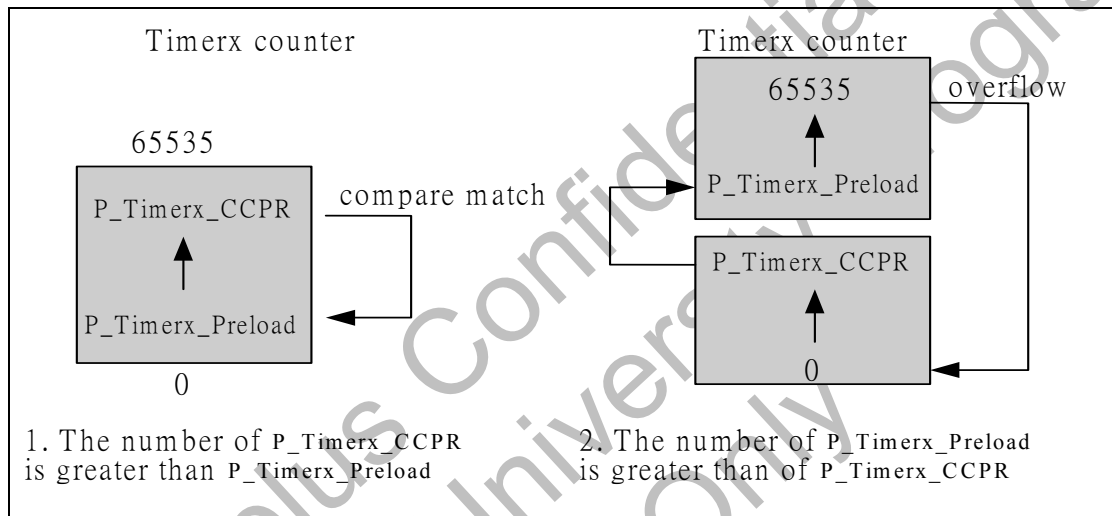 Timerx counter
65535
P_Timerx_CCPR
P_Timerx_Preload
0
compare match
1. The number of P_Timerx_CCPR
is greater than P_Timerx_Preload
Timerx counter
65535
P_Timerx_Preload
overflow
P_Timerx_CCPR
0
2. The number of P_Timerx_Preload
is greater than of P_Timerx_CCPR
Only